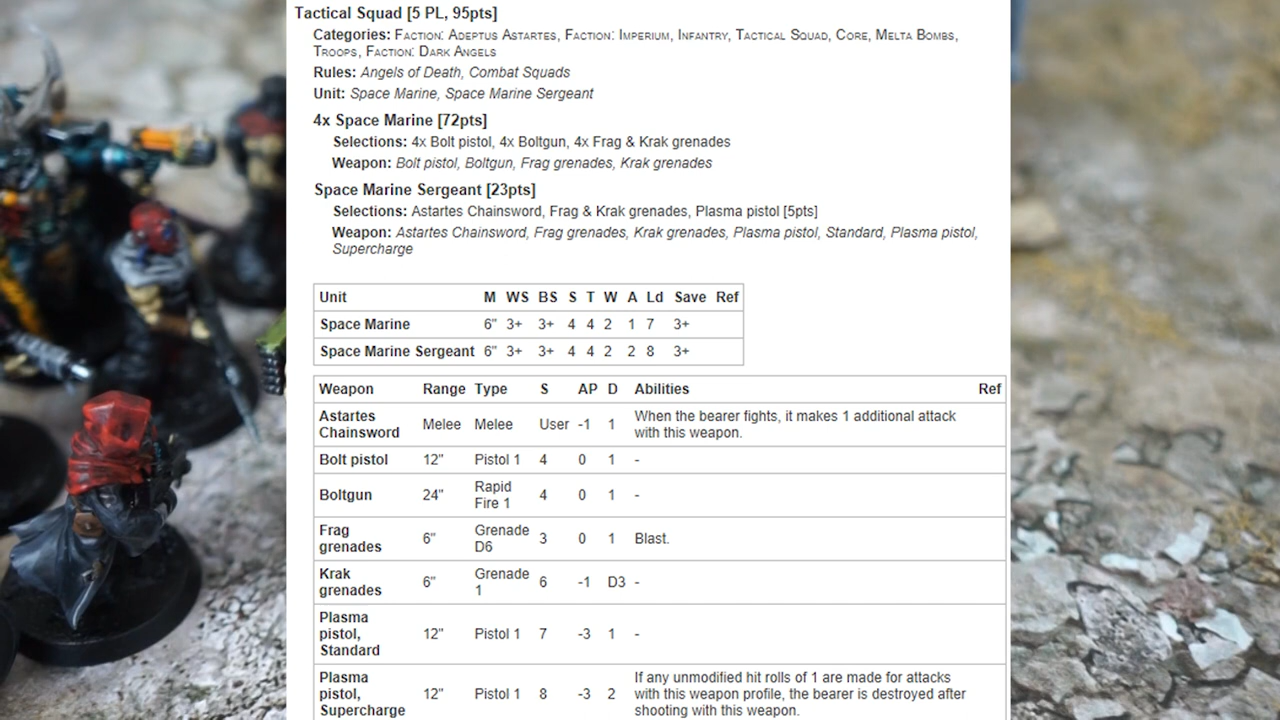 Tactical Squad [5 PL, 95pts]
Categories: Faction: Adeptus Astartes, Faction: Imperium, Infantry, Tactical Squad, Core, Melta Bombs,
Troops, Faction: Dark Angels
Rules: Angels of Death, Combat Squads
Unit: Space Marine, Space Marine Sergeant
4x Space Marine [72pts]
Selections: 4x Bolt pistol, 4x Boltgun, 4x Frag & Krak grenades
Weapon: Bolt pistol, Boltgun, Frag grenades, Krak grenades
Space Marine Sergeant [23pts]
Selections: Astartes Chainsword, Frag & Krak grenades, Plasma pistol [5pts]
Weapon: Astartes Chainsword, Frag grenades, Krak grenades, Plasma pistol, Standard, Plasma pistol,
Supercharge
Unit M WS BS S T W A Ld Save Ref
Space Marine 6" 3+ 3+ 4 4 2 1 7 3+
Space Marine Sergeant 6" 3+ 3+ 4 4 2 2 8 3+
Weapon Range Type S AP D Abilities Ref
Astartes Chainsword Melee Melee User -1 1 When the bearer fights, it makes 1 additional attack with this weapon.
Bolt pistol 12" Pistol 1 4 0 1 -
Boltgun 24" Rapid Fire 1 4 0 1 -
Frag grenades 6" Grenade D6 3 0 1 Blast.
Krak grenades 6" Grenade 1 6 -1 D3 -
Plasma pistol, Standard 12" Pistol 1 7 -3 1 -
Plasma pistol, Supercharge 12" Pistol 1 8 -3 2 If any unmodified hit rolls of 1 are made for attacks with this weapon profile, the bearer is destroyed after shooting with this weapon.